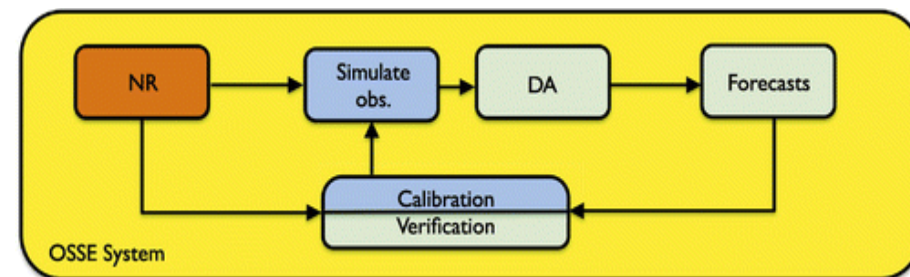 NR
Simulate
obs.
DA
Forecasts
Calibration
Verification
OSSE System